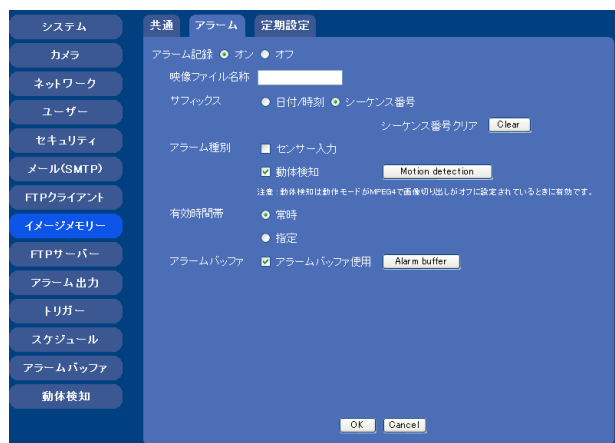 システム
カメラ
ネットワーク
ユーザー
セキュリティ
メール(SMTP)
FTPクライアント
イメージメモリー
FTPサーバー
アラーム出力
トリガー
スケジュール
アラームバッファ
動体検知
共通 アラーム 定期設定
アラーム記録 オン オフ
映像ファイル名称
サフィックス 日付/時刻 シーケンス番号
シーケンス番号クリア Clear
アラーム種別 センサー入力
動体検知 Motion detection
注意:動体検知は動作モードがMPEG4で画像切り出しがオフに設定されているときに有効です。
有効時間帯 常時
指定
アラームバッファ アラームバッファ使用 Alarm buffer
OK Cancel